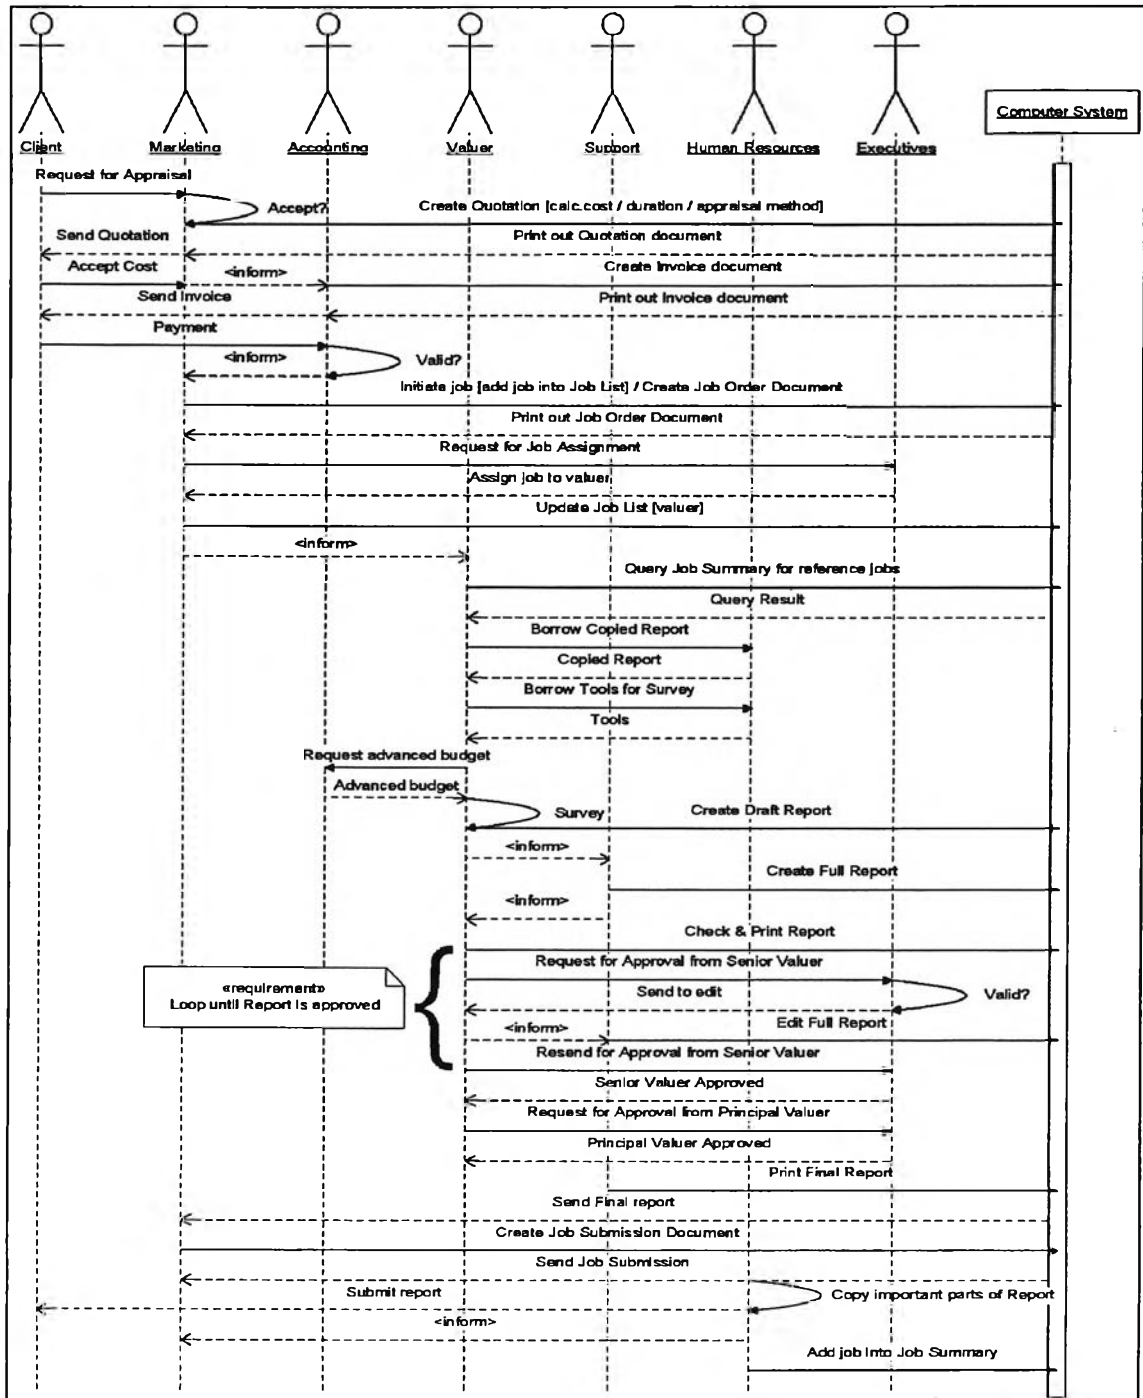 Client Marketing Accounting Valuer Support Human Resources Executives Computer System
Request for Appraisal
Accept? Create Quotation [calc.cost / duration / appraisal method]
Send Quotation Print out Quotation document
Accept Cost <inform> Create Invoice document
Send Invoice Print out Invoice document
Payment
<inform> Valid?
Initiate job [add job into Job List] / Create Job Order Document
Print out Job Order Document
Request for Job Assignment
Assign job to valuer
Update Job List [valuer]
<inform>
Query Job Summary for reference jobs
Query Result
Borrow Copied Report
Copied Report
Borrow Tools for Survey
Tools
Request advanced budget
Advanced budget
Survey Create Draft Report
<inform>
Create Full Report
<inform>
Check & Print Report
Request for Approval from Senior Valuer
«requirement»
Loop until Report is approved
Send to edit Valid?
<inform> Edit Full Report
Resend for Approval from Senior Valuer
Senior Valuer Approved
Request for Approval from Principal Valuer
Principal Valuer Approved
Print Final Report
Send Final report
Create Job Submission Document
Send Job Submission
Submit report Copy important parts of Report
<inform>
Add job into Job Summary